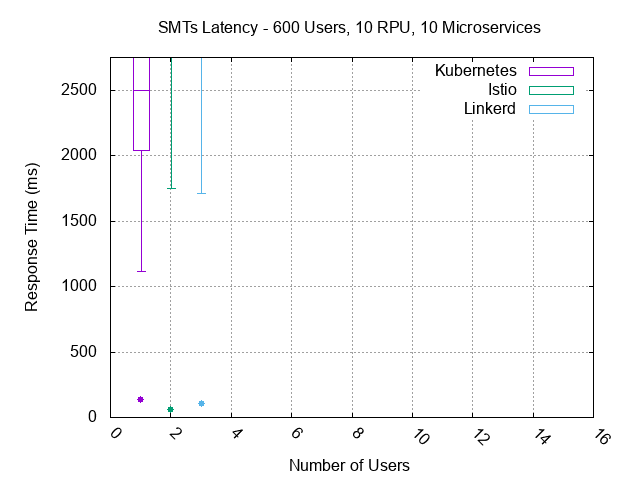 SMTs Latency - 600 Users, 10 RPU, 10 Microservices
Kubernetes
Istio
Linkerd
Response Time (ms)
2500
2000
1500
1000
500
0
0 2 4 6 8 10 12 14 16
Number of Users